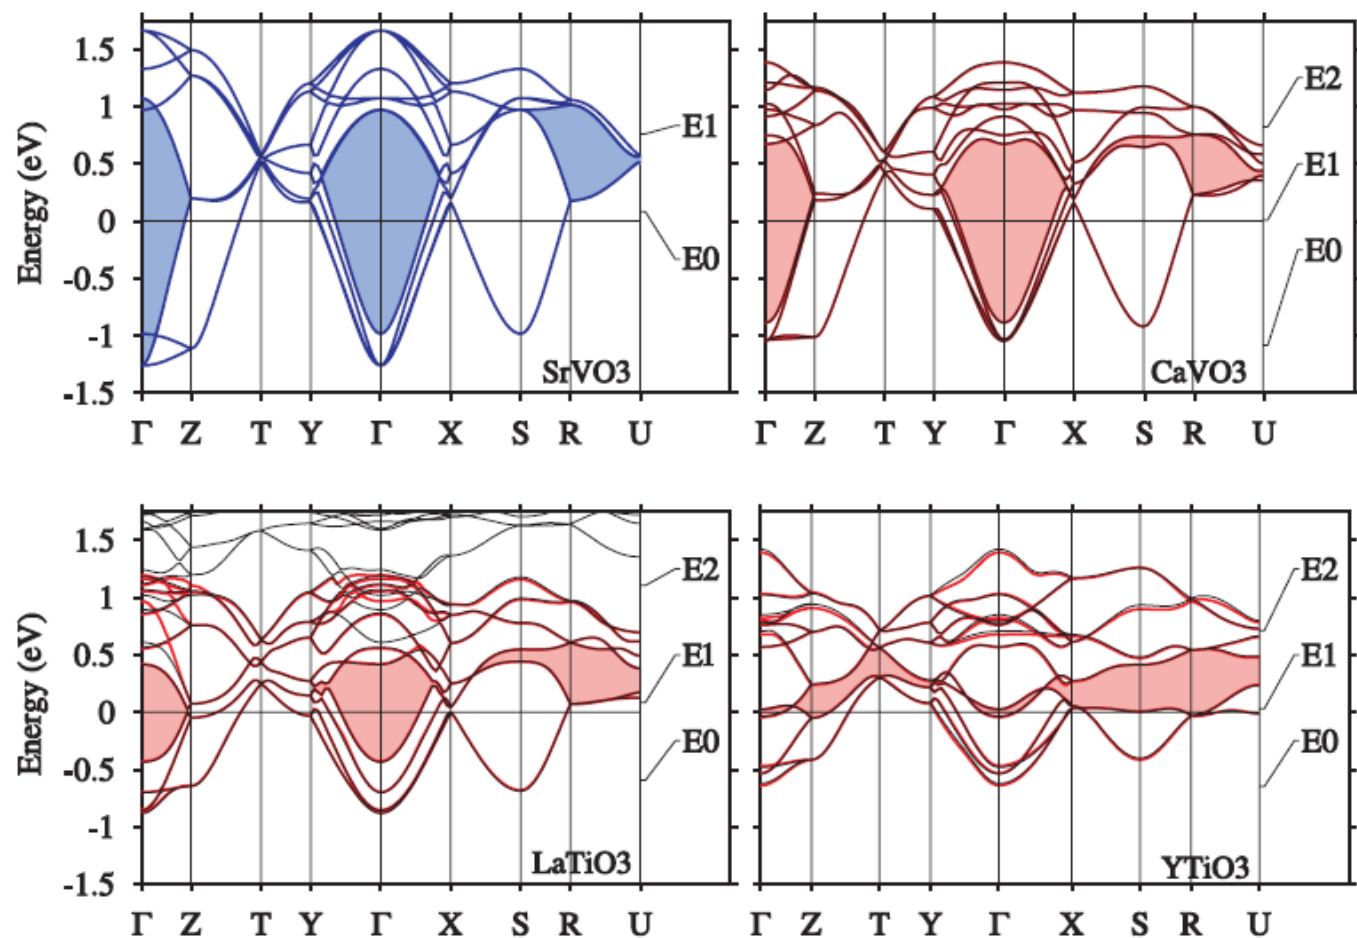 Energy (eV)
1.5
1
0.5
0
-0.5
-1
-1.5
E1
E0
SrVO3
Γ Z T Y Γ X S R U
E2
E1
E0
CaVO3
Γ Z T Y Γ X S R U
Energy (eV)
1.5
1
0.5
0
-0.5
-1
-1.5
E2
E1
E0
LaTiO3
Γ Z T Y Γ X S R U
E2
E1
E0
YTiO3
Γ Z T Y Γ X S R U